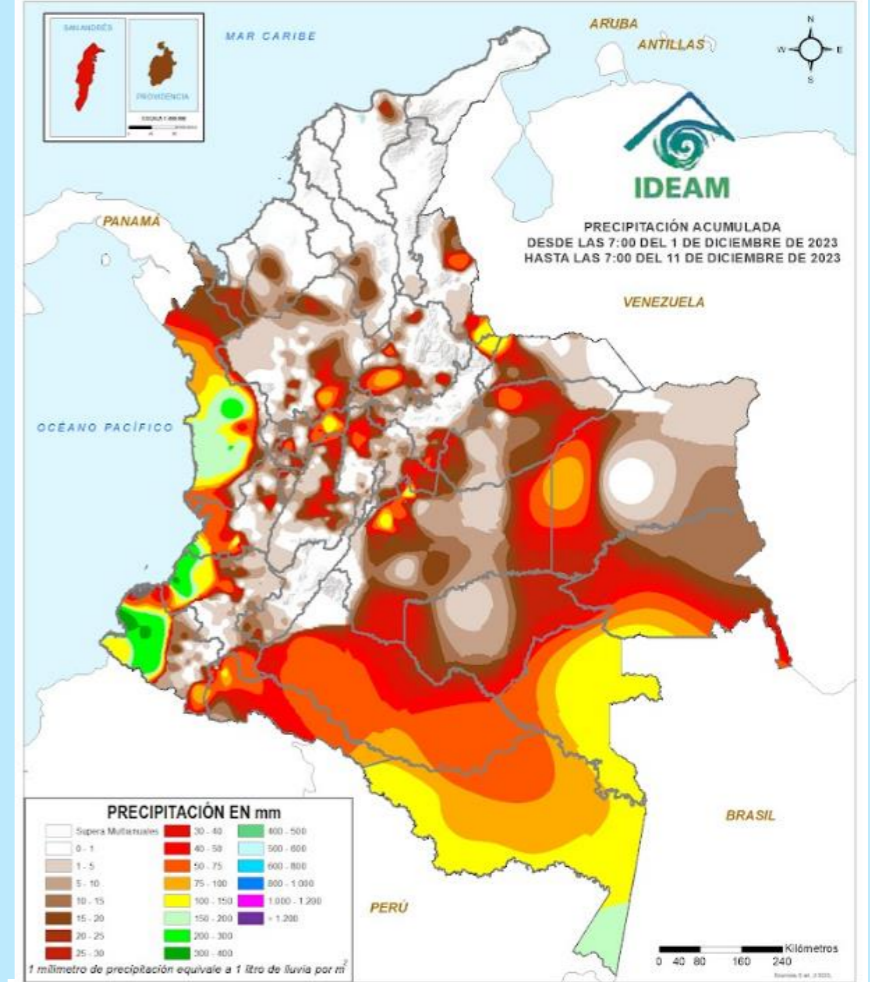 SAN ANDRÉS
PROVIDENCIA
MAR CARIBE
ARUBA
ANTILLAS
N
W
E
S
IDEAM
PANAMÁ
PRECIPITACIÓN ACUMULADA
DESDE LAS 7:00 DEL 1 DE DICIEMBRE DE 2023
HASTA LAS 7:00 DEL 11 DE DICIEMBRE DE 2023
VENEZUELA
OCÉANO PACÍFICO
BRASIL
PERÚ
PRECIPITACIÓN EN mm
Supera Multianuales
0 - 1
1 - 5
5 - 10
10 - 15
15 - 20
20 - 25
25 - 30
30 - 40
40 - 50
50 - 75
75 - 100
100 - 150
150 - 200
200 - 300
300 - 400
400 - 500
500 - 600
600 - 800
800 - 1.000
1.000 - 1.200
> 1.200
1 milímetro de precipitación equivale a 1 litro de lluvia por m2
Kilómetros
0 40 80 160 240